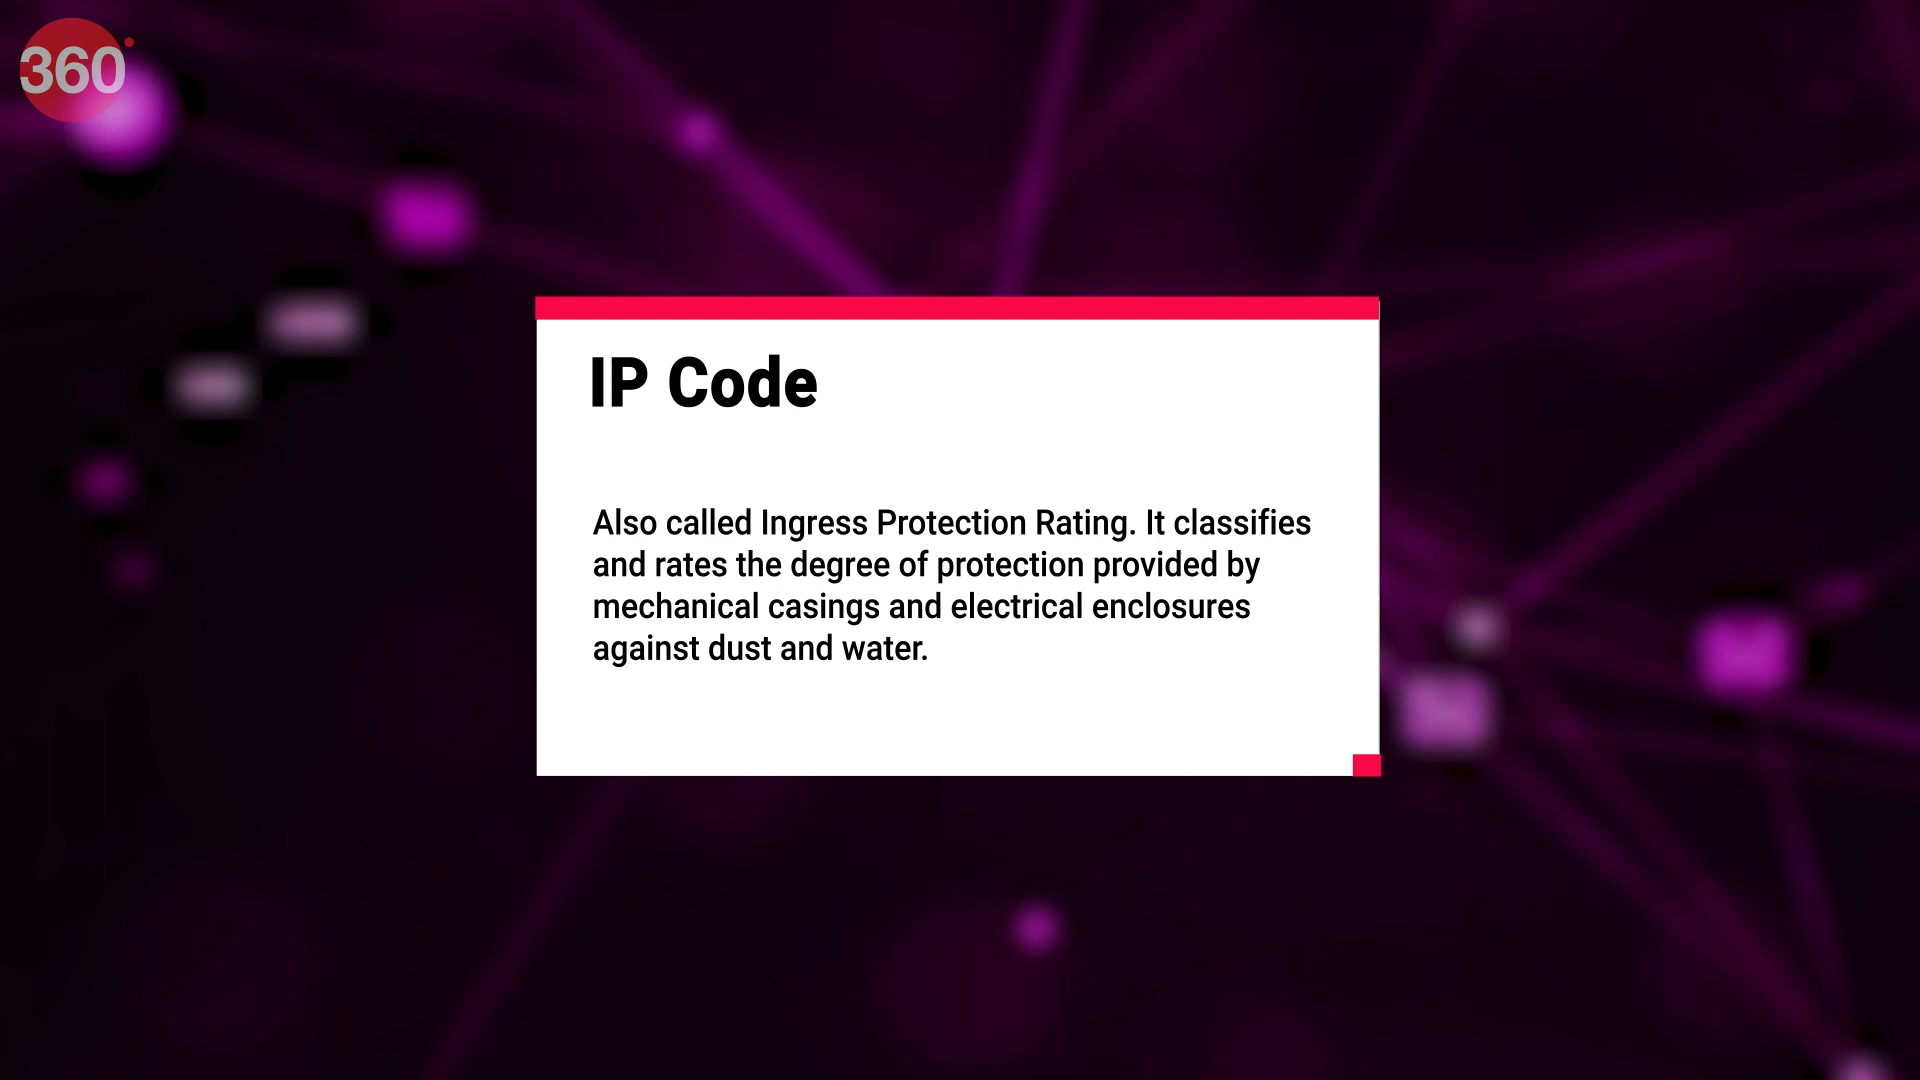 360
IP Code
Also called Ingress Protection Rating. It classifies
and rates the degree of protection provided by
mechanical casings and electrical enclosures
against dust and water.